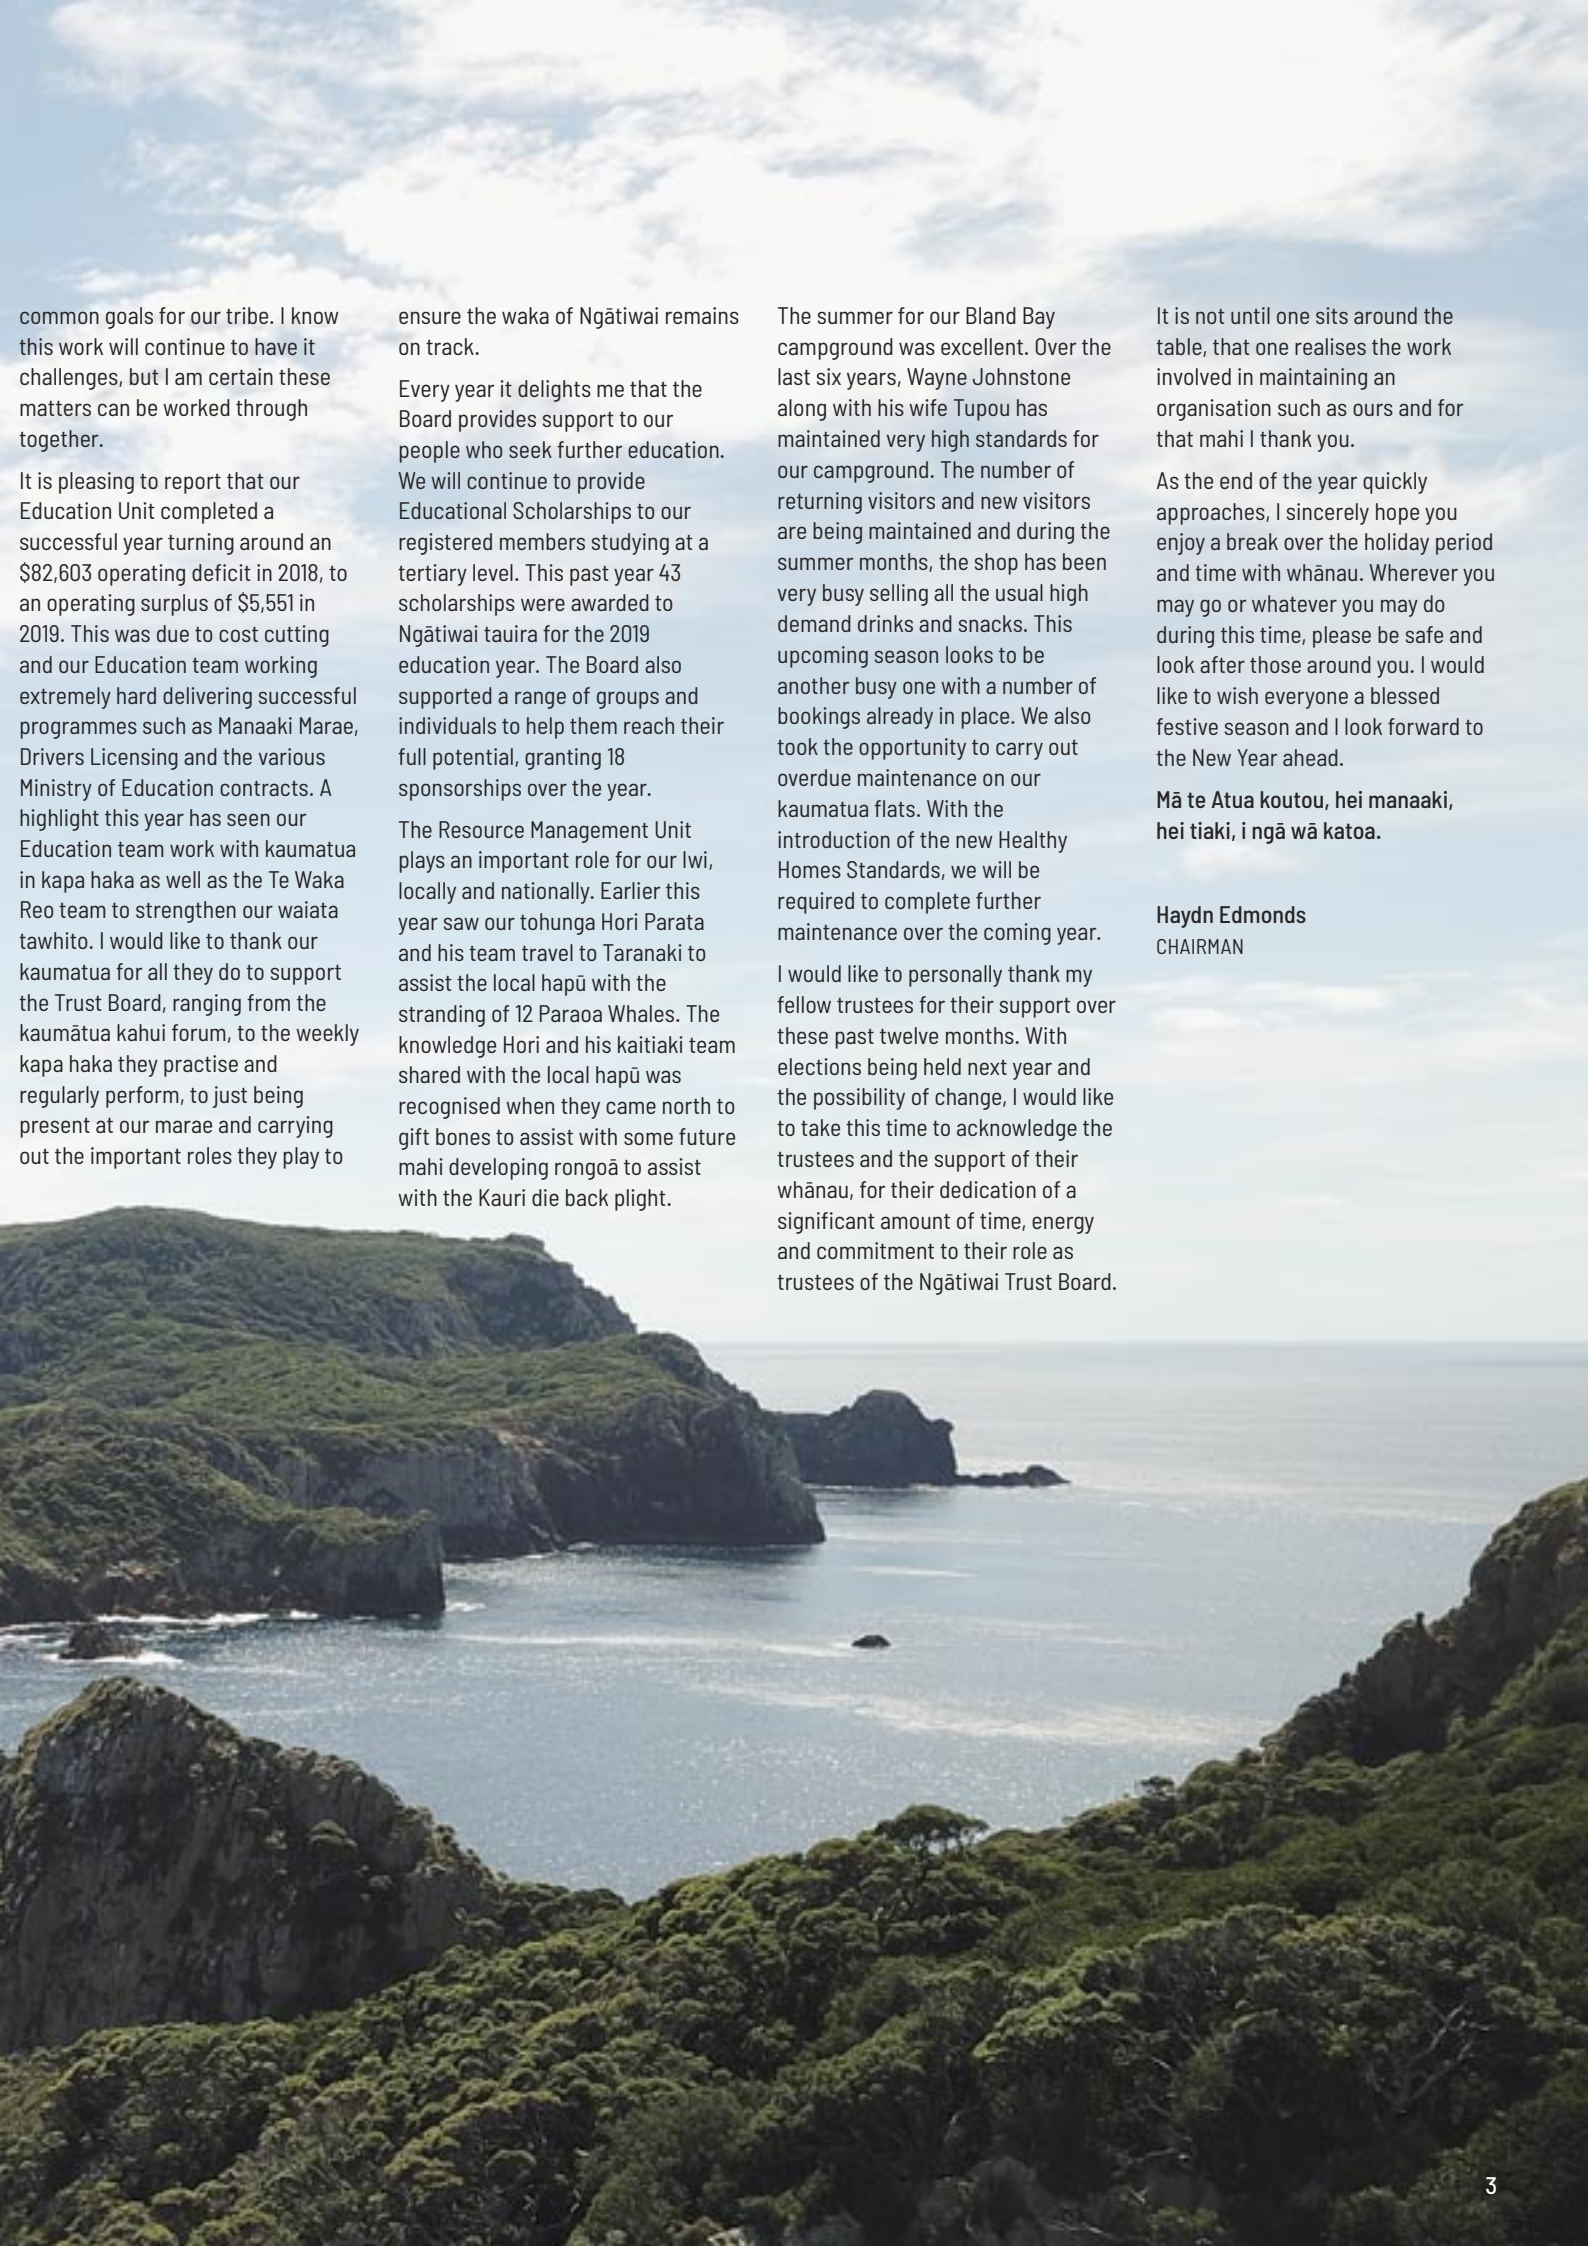 common goals for our tribe. I know
this work will continue to have it
challenges, but I am certain these
matters can be worked through
together.
It is pleasing to report that our
Education Unit completed a
successful year turning around an
$82,603 operating deficit in 2018, to
an operating surplus of $5,551 in
2019. This was due to cost cutting
and our Education team working
extremely hard delivering successful
programmes such as Manaaki Marae,
Drivers Licensing and the various
Ministry of Education contracts. A
highlight this year has seen our
Education team work with kaumatua
in kapa haka as well as the Te Waka
Reo team to strengthen our waiata
tawhito. I would like to thank our
kaumatua for all they do to support
the Trust Board, ranging from the
kaumātua kahui forum, to the weekly
kapa haka they practise and
regularly perform, to just being
present at our marae and carrying
out the important roles they play to
ensure the waka of Ngātiwai remains
on track.
Every year it delights me that the
Board provides support to our
people who seek further education.
We will continue to provide
Educational Scholarships to our
registered members studying at a
tertiary level. This past year 43
scholarships were awarded to
Ngātiwai tauira for the 2019
education year. The Board also
supported a range of groups and
individuals to help them reach their
full potential, granting 18
sponsorships over the year.
The Resource Management Unit
plays an important role for our Iwi,
locally and nationally. Earlier this
year saw our tohunga Hori Parata
and his team travel to Taranaki to
assist the local hapū with the
stranding of 12 Paraoa Whales. The
knowledge Hori and his kaitiaki team
shared with the local hapū was
recognised when they came north to
gift bones to assist with some future
mahi developing rongoā to assist
with the Kauri die back plight.
The summer for our Bland Bay
campground was excellent. Over the
last six years, Wayne Johnstone
along with his wife Tupou has
maintained very high standards for
our campground. The number of
returning visitors and new visitors
are being maintained and during the
summer months, the shop has been
very busy selling all the usual high
demand drinks and snacks. This
upcoming season looks to be
another busy one with a number of
bookings already in place. We also
took the opportunity to carry out
overdue maintenance on our
kaumatua flats. With the
introduction of the new Healthy
Homes Standards, we will be
required to complete further
maintenance over the coming year.
I would like to personally thank my
fellow trustees for their support over
these past twelve months. With
elections being held next year and
the possibility of change, I would like
to take this time to acknowledge the
trustees and the support of their
whānau, for their dedication of a
significant amount of time, energy
and commitment to their role as
trustees of the Ngātiwai Trust Board.
It is not until one sits around the
table, that one realises the work
involved in maintaining an
organisation such as ours and for
that mahi I thank you.
As the end of the year quickly
approaches, I sincerely hope you
enjoy a break over the holiday period
and time with whānau. Wherever you
may go or whatever you may do
during this time, please be safe and
look after those around you. I would
like to wish everyone a blessed
festive season and I look forward to
the New Year ahead.
Mā te Atua koutou, hei manaaki,
hei tiaki, i ngā wā katoa.
Haydn Edmonds
CHAIRMAN
3